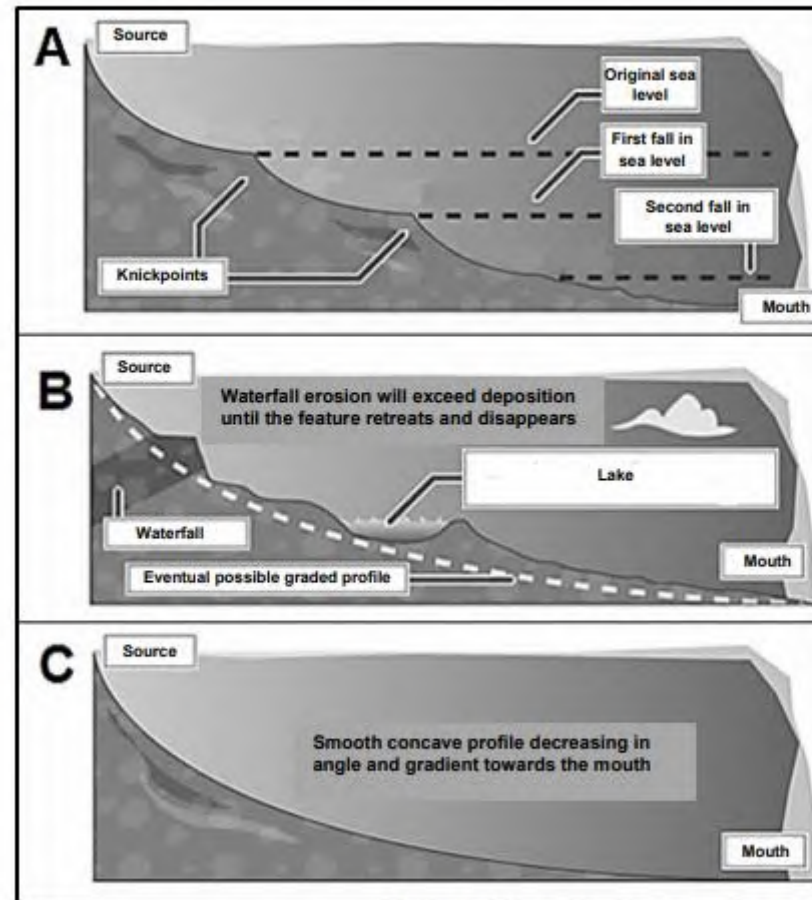 A
Source
Original sea
level
First fall in
sea level
Second fall in
sea level
Knickpoints
Mouth
B
Source
Waterfall erosion will exceed deposition
until the feature retreats and disappears
Lake
Waterfall
Mouth
Eventual possible graded profile
C
Source
Smooth concave profile decreasing in
angle and gradient towards the mouth
Mouth